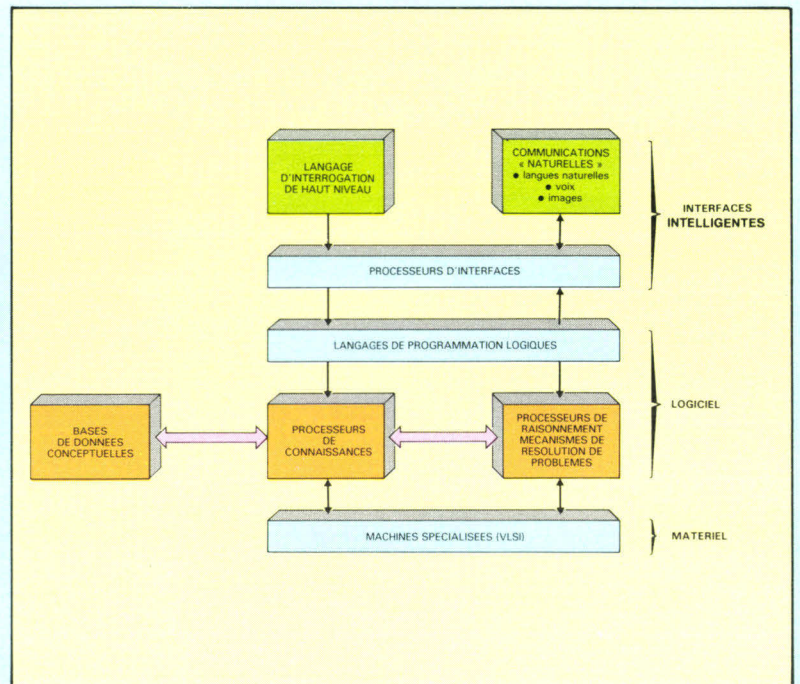 LANGAGE
D'INTERROGATION
DE HAUT NIVEAU
COMMUNICATIONS
« NATURELLES »
● langues naturelles
● voix
● images
INTERFACES
INTELLIGENTES
PROCESSEURS D'INTERFACES
LANGAGES DE PROGRAMMATION LOGIQUES
BASES
DE DONNEES
CONCEPTUELLES
PROCESSEURS
DE
CONNAISSANCES
PROCESSEURS DE
RAISONNEMENT
MECANISMES DE
RESOLUTION DE
PROBLEMES
LOGICIEL
MACHINES SPECIALISEES (VLSI)
MATERIEL